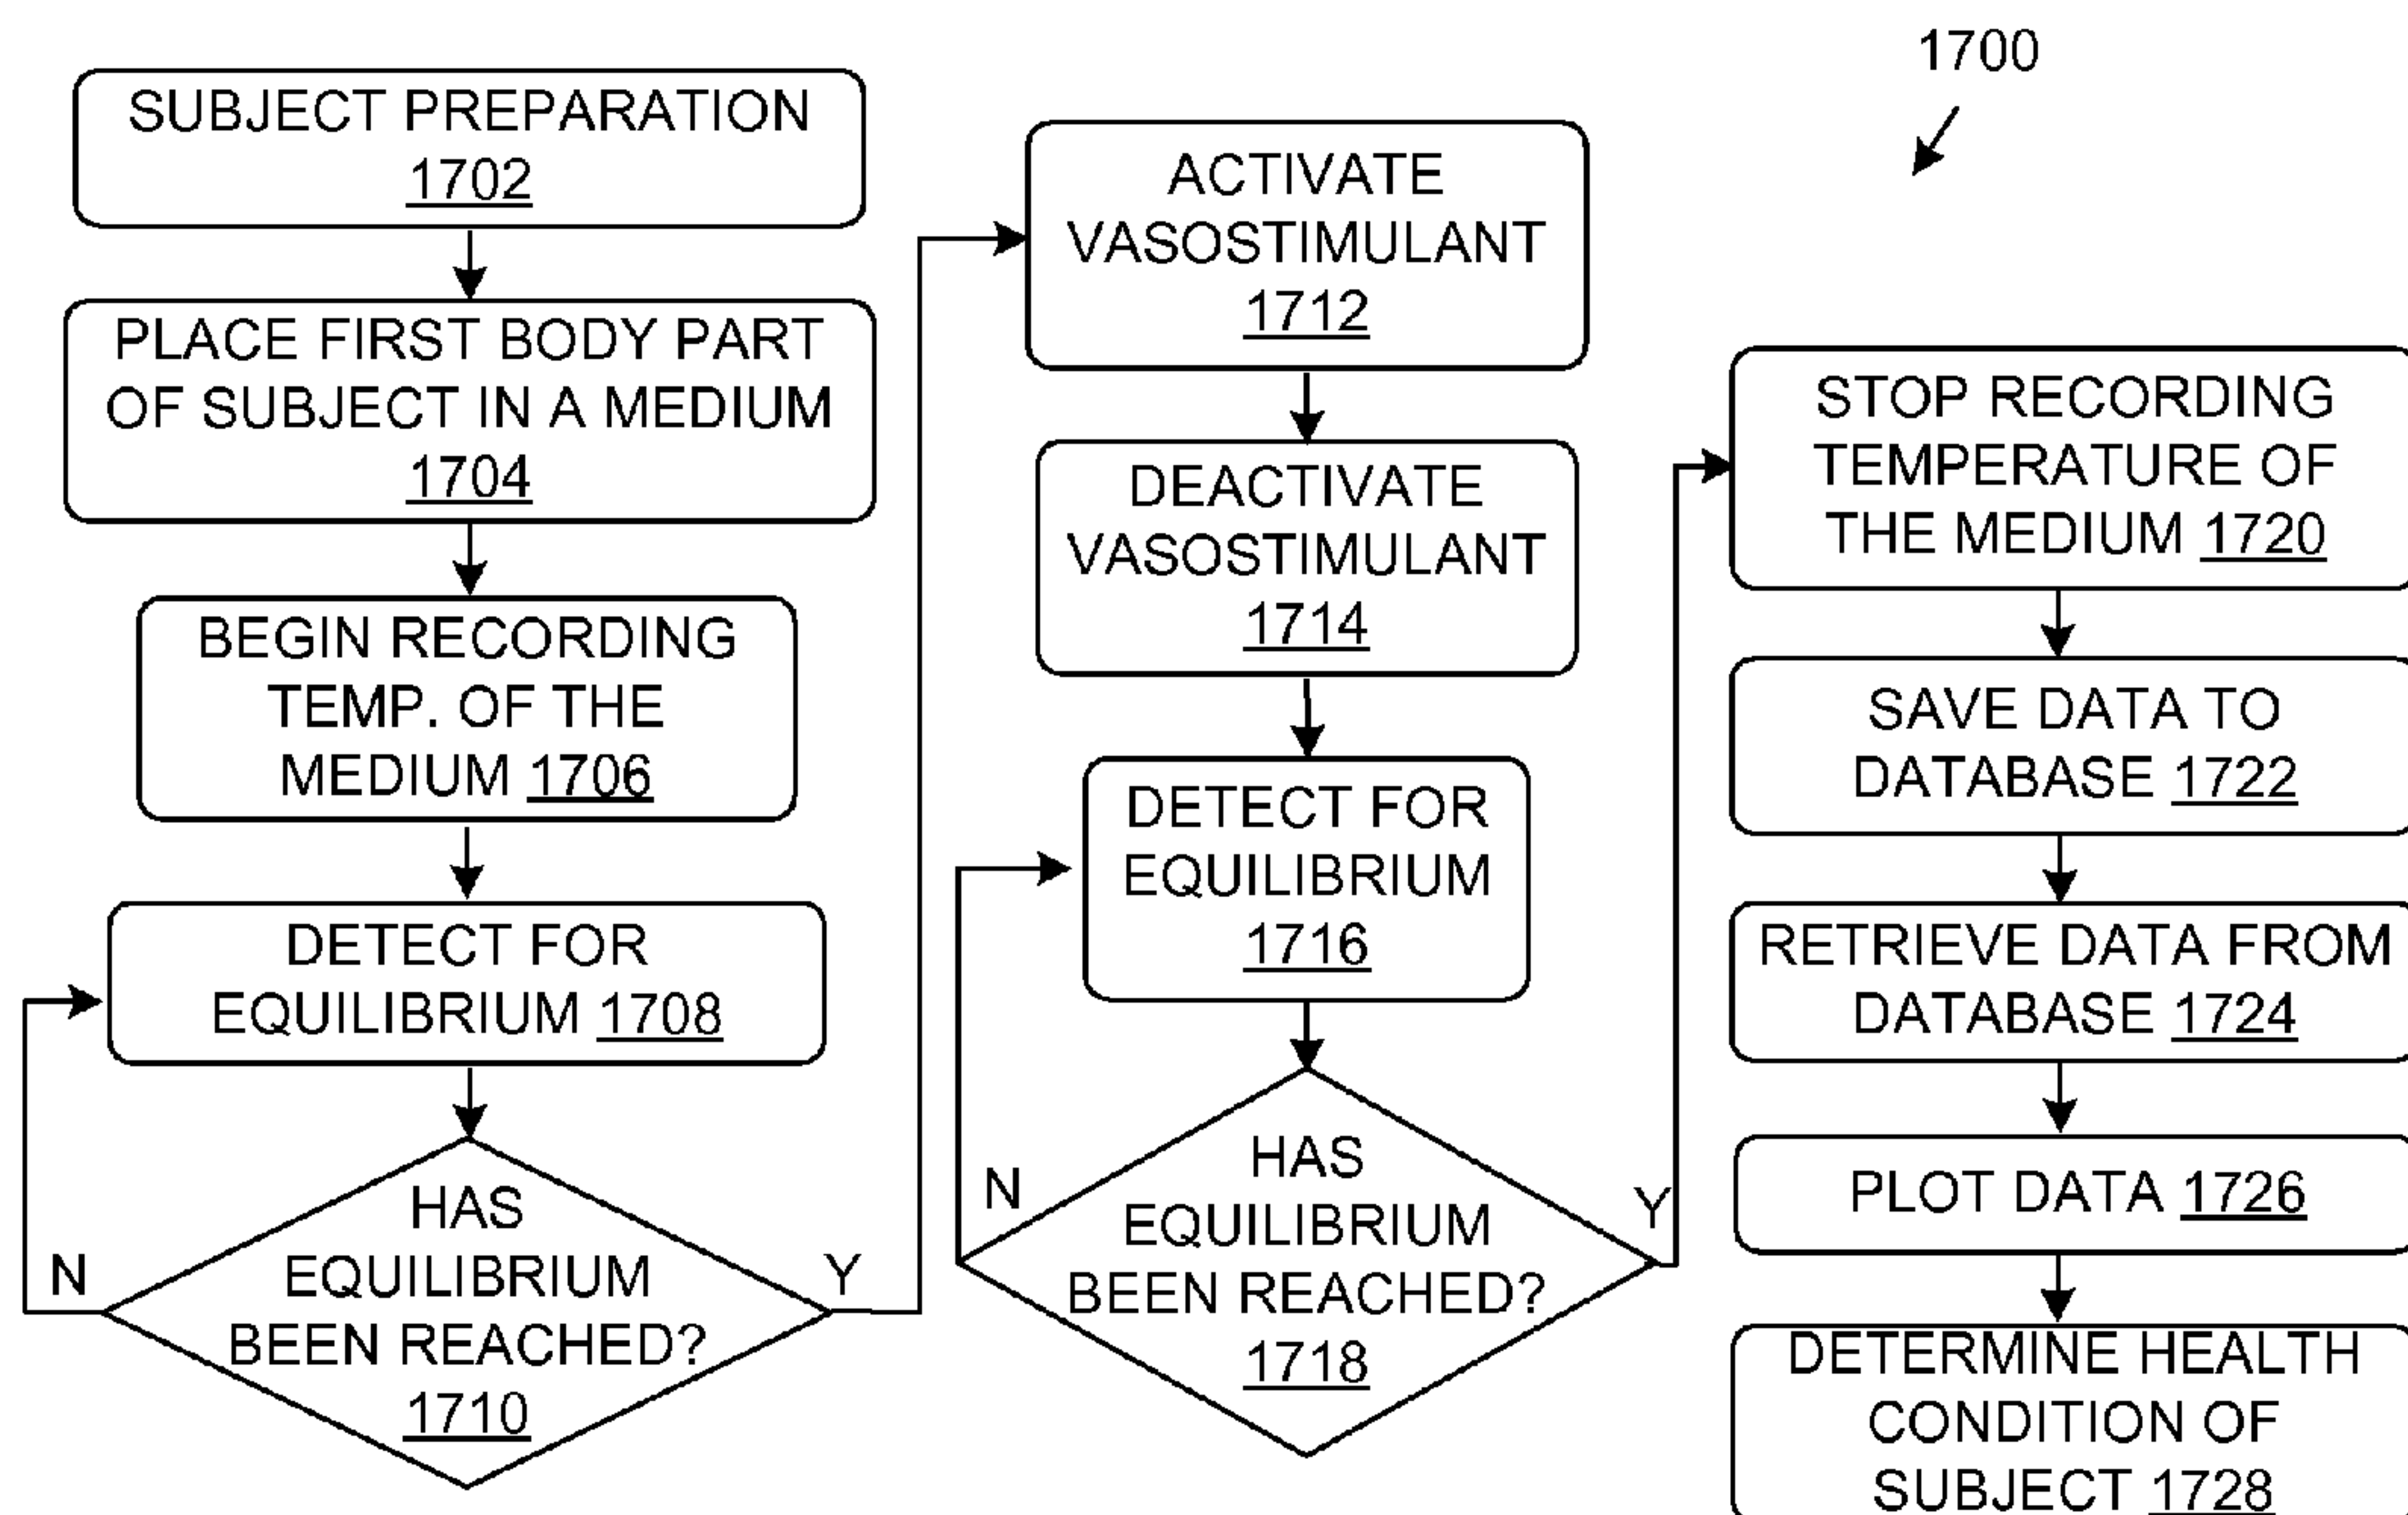 SUBJECT PREPARATION
1702
PLACE FIRST BODY PART
OF SUBJECT IN A MEDIUM
1704
BEGIN RECORDING
TEMP. OF THE
MEDIUM 1706
DETECT FOR
EQUILIBRIUM 1708
HAS
EQUILIBRIUM
BEEN REACHED?
1710
N
Y
ACTIVATE
VASOSTIMULANT
1712
DEACTIVATE
VASOSTIMULANT
1714
DETECT FOR
EQUILIBRIUM
1716
HAS
EQUILIBRIUM
BEEN REACHED?
1718
N
Y
1700
STOP RECORDING
TEMPERATURE OF
THE MEDIUM 1720
SAVE DATA TO
DATABASE 1722
RETRIEVE DATA FROM
DATABASE 1724
PLOT DATA 1726
DETERMINE HEALTH
CONDITION OF
SUBJECT 1728